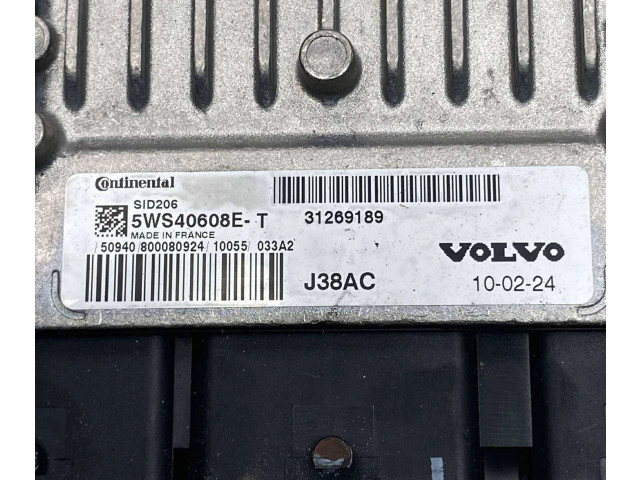 Continental
SID206
5WS40608E-T
MADE IN FRANCE
31269189
/50940/800080924/10055/033A2
VOLVO
J38AC
10-02-24